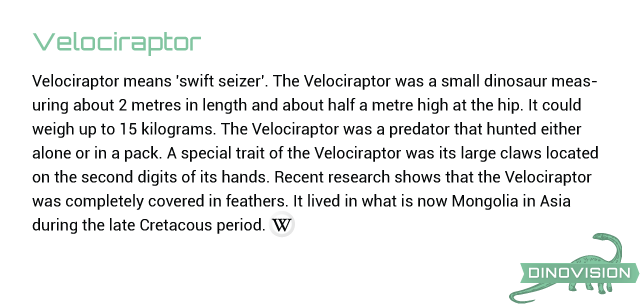 Velociraptor
Velociraptor means 'swift seizer'. The Velociraptor was a small dinosaur meas-
uring about 2 metres in length and about half a metre high at the hip. It could
weigh up to 15 kilograms. The Velociraptor was a predator that hunted either
alone or in a pack. A special trait of the Velociraptor was its large claws located
on the second digits of its hands. Recent research shows that the Velociraptor
was completely covered in feathers. It lived in what is now Mongolia in Asia
during the late Cretacous period. W
DINOVISION